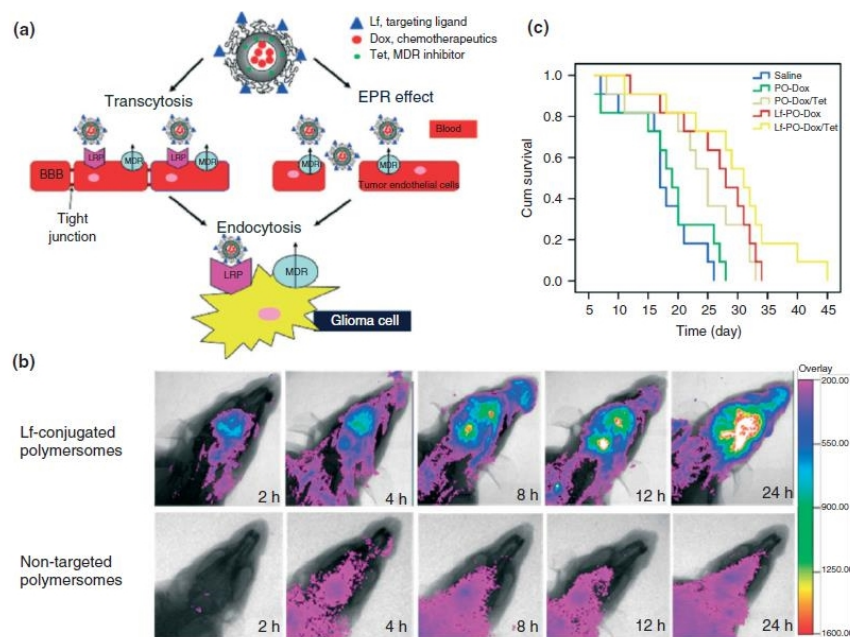 (a)
Lf, targeting ligand
Dox, chemotherapeutics
Tet, MDR inhibitor
Transcytosis
EPR effect
Blood
LRP
MDR
LRP
MDR
MDR
MDR
BBB
Tumor endothelial cells
Tight
junction
Endocytosis
LRP
MDR
Glioma cell
(c)
Saline
PO-Dox
PO-Dox/Tet
Lf-PO-Dox
Lf-PO-Dox/Tet
Cum survival
1.0
0.8
0.6
0.4
0.2
0.0
5 10 15 20 25 30 35 40 45
Time (day)
(b)
Lf-conjugated
polymersomes
2 h
4 h
8 h
12 h
24 h
Non-targeted
polymersomes
2 h
4 h
8 h
12 h
24 h
Overlay
200.00
550.00
900.00
1250.00
1600.00